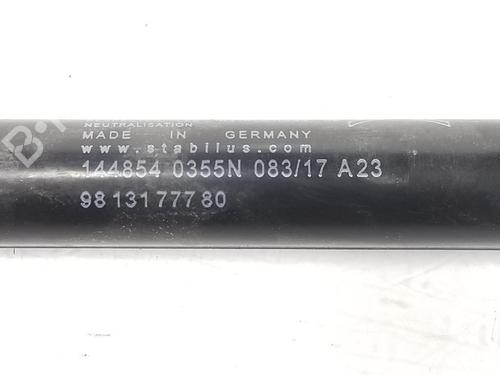 NEUTRALISATION
MADE IN GERMANY
www.stabilus.com
144854 0355N 083/17 A23
98 131 777 80